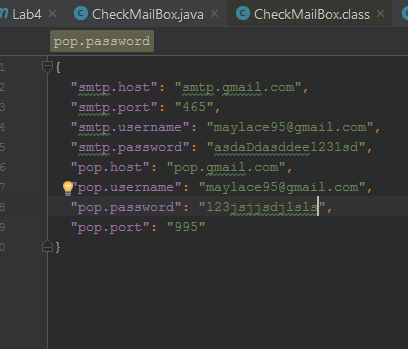 Lab4 × CheckMailBox.java × CheckMailBox.class
pop.password
1 {
2 "smtp.host": "smtp.gmail.com",
3 "smtp.port": "465",
4 "smtp.username": "maylace95@gmail.com",
5 "smtp.password": "asdaDdasddee1231sd",
6 "pop.host": "pop.gmail.com",
7 "pop.username": "maylace95@gmail.com",
8 "pop.password": "123jsjjsdjlsls",
9 "pop.port": "995"
0 }